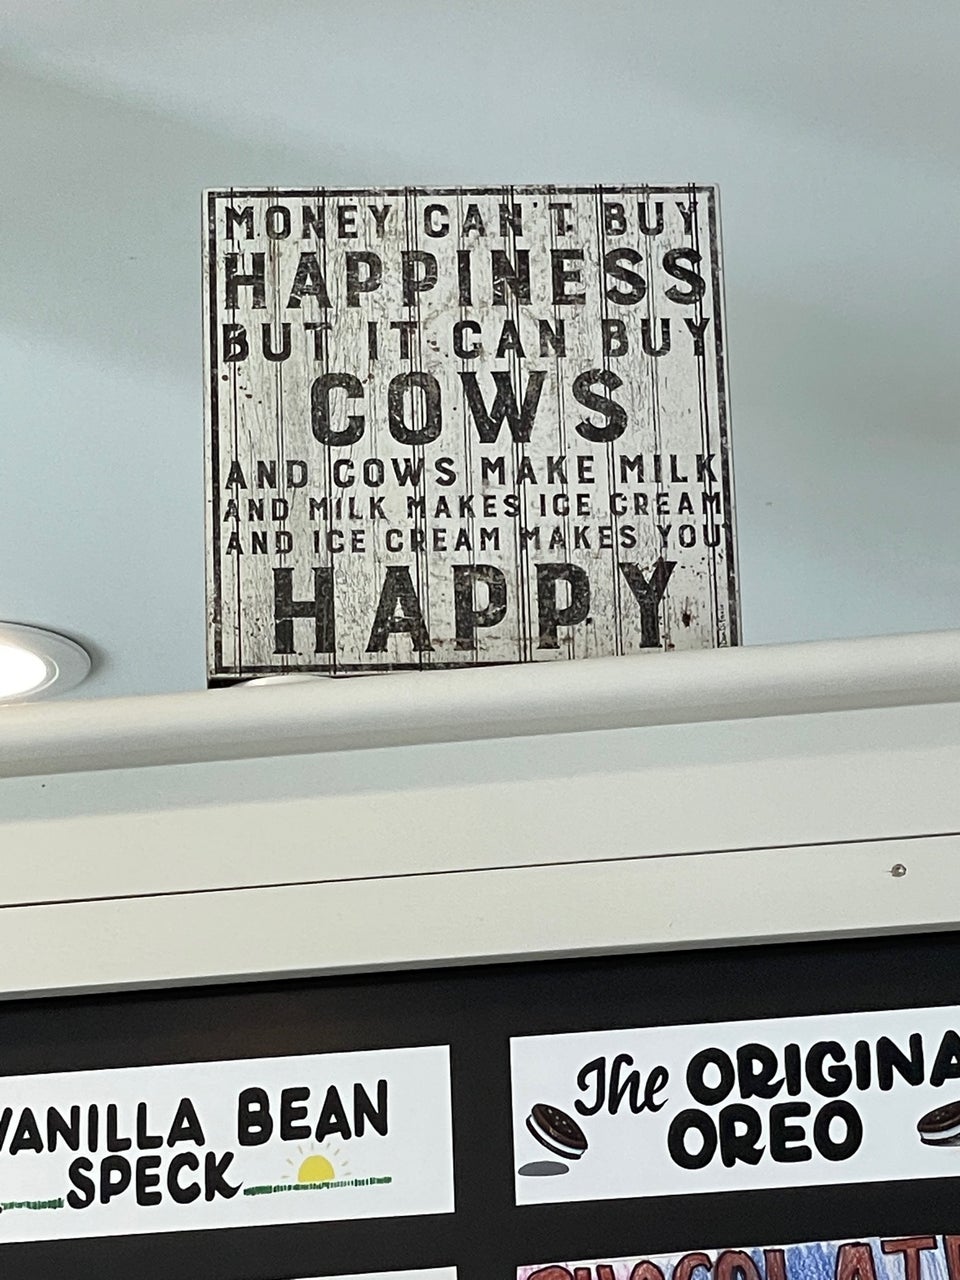 MONEY CAN'T BUY
HAPPINESS
BUT IT CAN BUY
COWS
AND COWS MAKE MILK
AND MILK MAKES ICE CREAM
AND ICE CREAM MAKES YOU
HAPPY
VANILLA BEAN
SPECK
The ORIGINA
OREO
CHOCOLATE